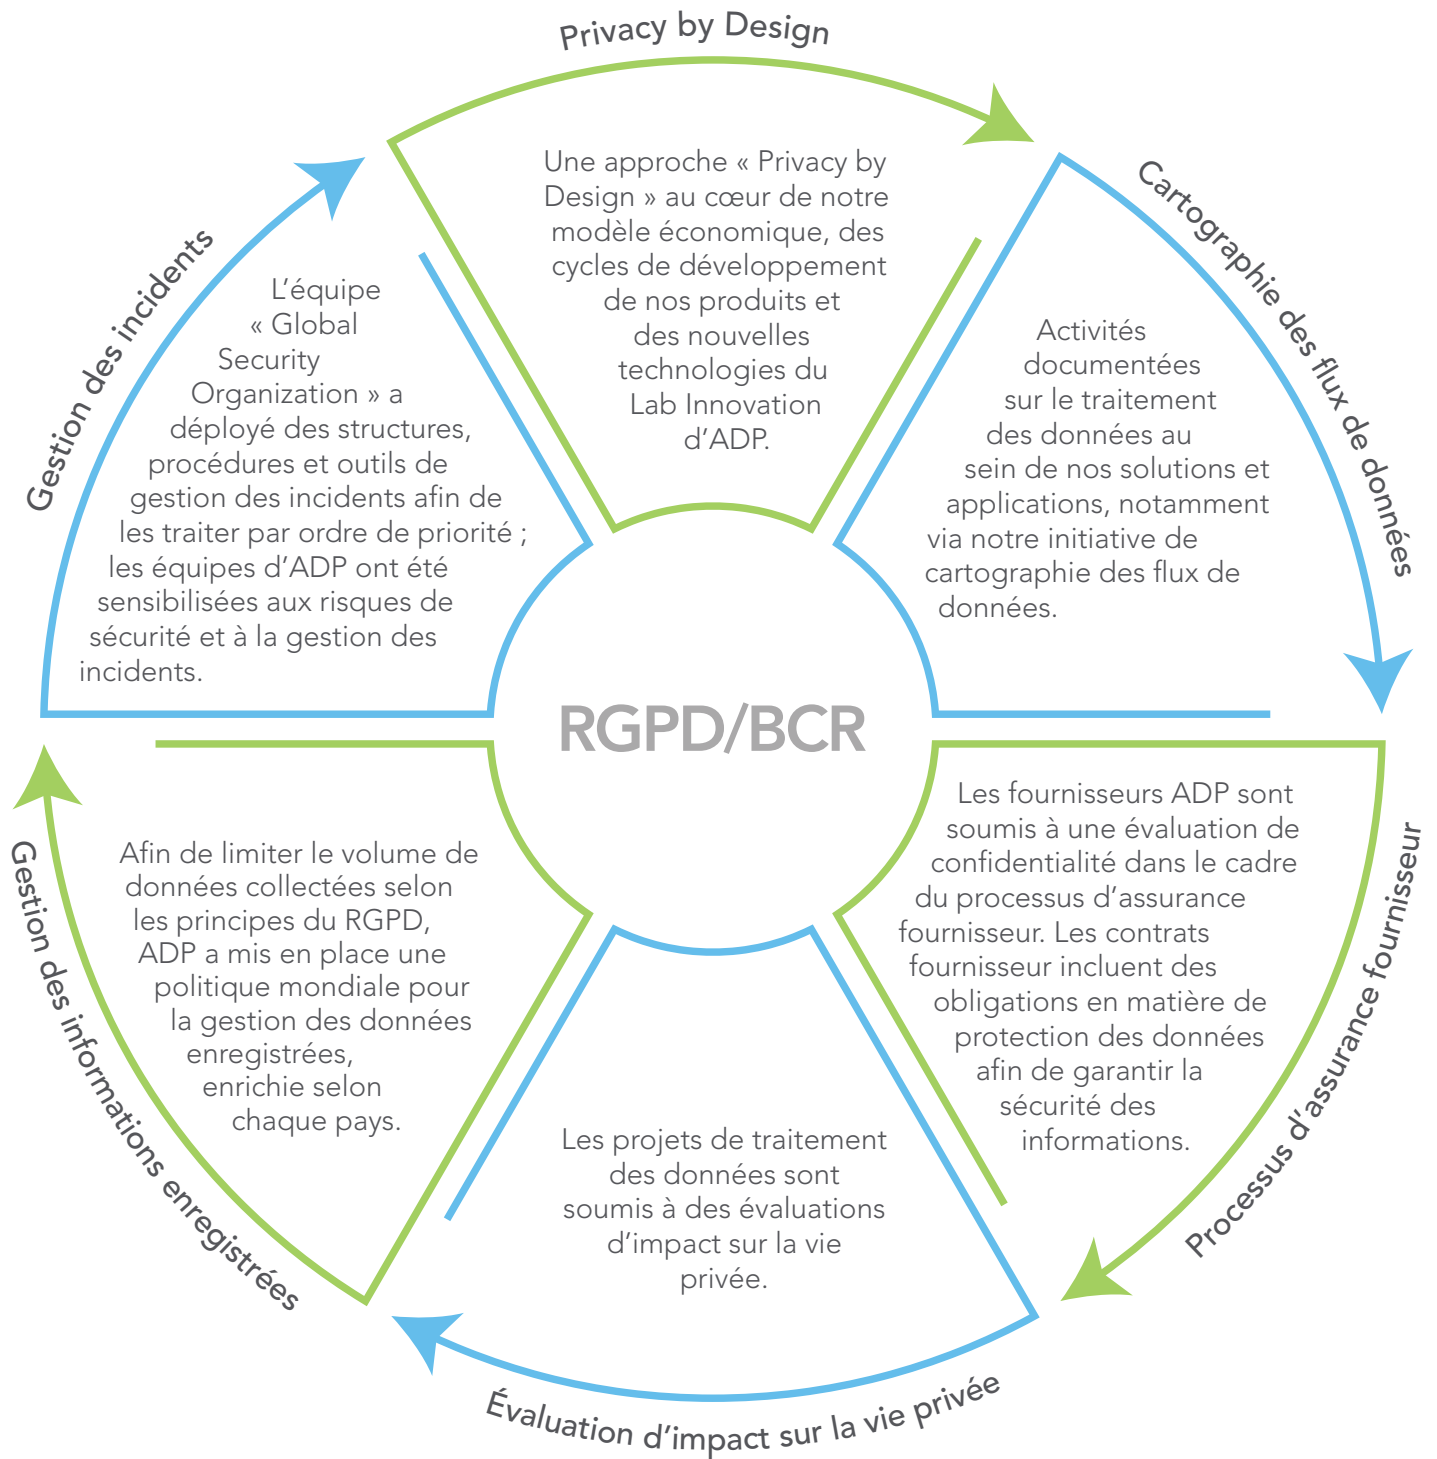 Privacy by Design
Une approche « Privacy by
Design » au cœur de notre
modèle économique, des
cycles de développement
de nos produits et
des nouvelles
technologies du
Lab Innovation
d’ADP.
Cartographie des flux de données
Activités
documentées
sur le traitement
des données au
sein de nos solutions et
applications, notamment
via notre initiative de
cartographie des flux de
données.
Processus d’assurance fournisseur
Les fournisseurs ADP sont
soumis à une évaluation de
confidentialité dans le cadre
du processus d’assurance
fournisseur. Les contrats
fournisseur incluent des
obligations en matière de
protection des données
afin de garantir la
sécurité des
informations.
Évaluation d’impact sur la vie privée
Les projets de traitement
des données sont
soumis à des évaluations
d’impact sur la vie
privée.
Gestion des informations enregistrées
Afin de limiter le volume de
données collectées selon
les principes du RGPD,
ADP a mis en place une
politique mondiale pour
la gestion des données
enregistrées,
enrichie selon
chaque pays.
Gestion des incidents
L’équipe
« Global
Security
Organization » a
déployé des structures,
procédures et outils de
gestion des incidents afin de
les traiter par ordre de priorité ;
les équipes d’ADP ont été
sensibilisées aux risques de
sécurité et à la gestion des
incidents.
RGPD/BCR